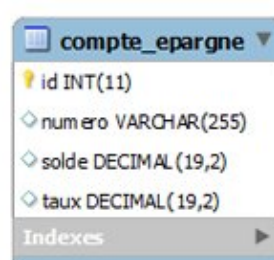 compte_epargne
id INT(11)
numero VARCHAR(255)
solde DECIMAL(19,2)
taux DECIMAL(19,2)
Indexes